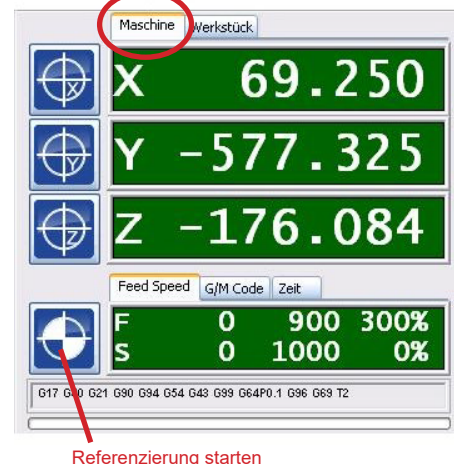 Maschine Werkstück
X
X 69.250
Y
Y -577.325
Z
Z -176.084
Feed Speed G/M Code Zeit
F 0 900 300%
S 0 1000 0%
G17 G40 G21 G90 G94 G54 G43 G99 G64P0.1 G96 G69 T2
Referenzierung starten